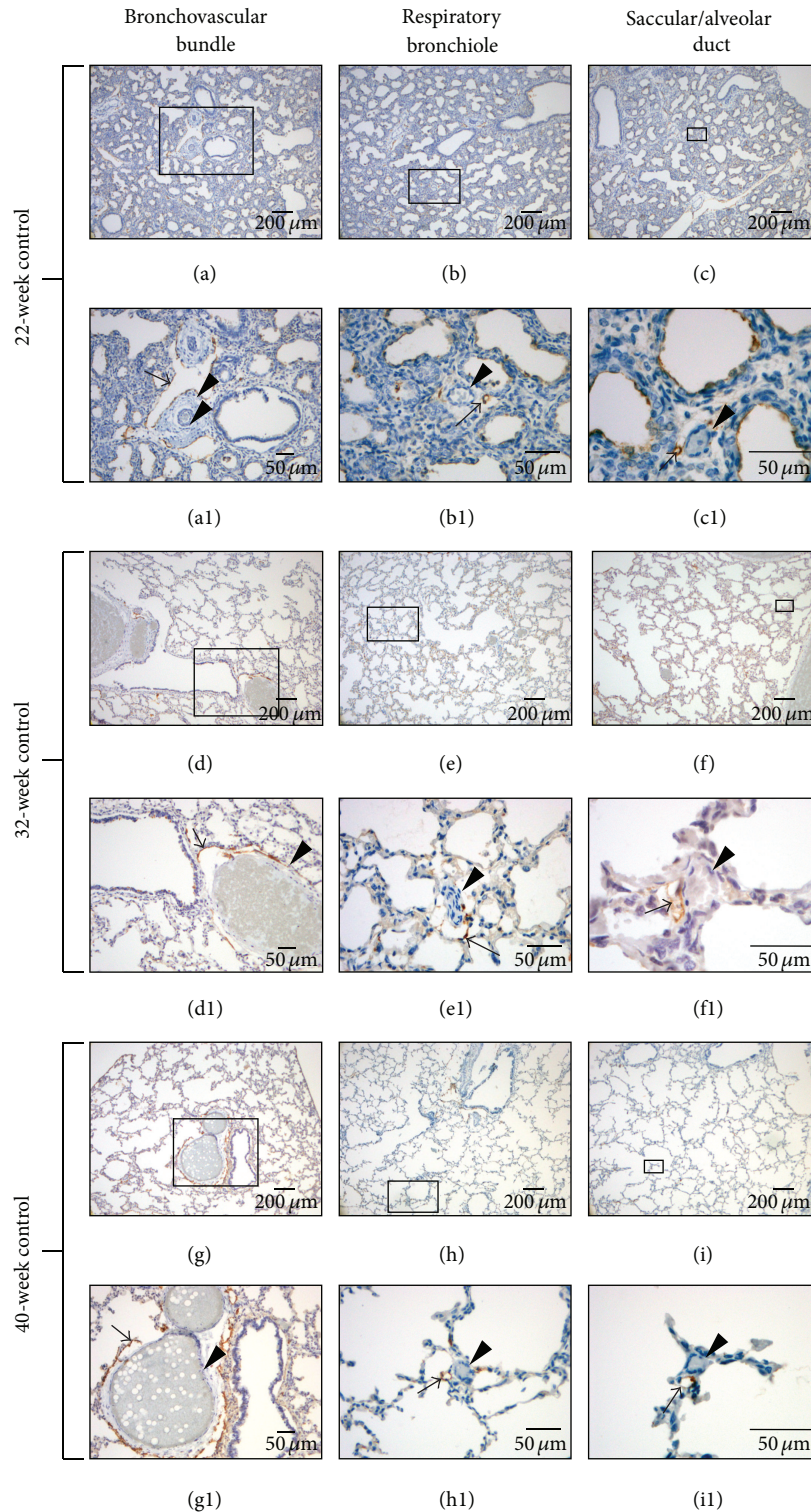 Bronchovascular
bundle
Respiratory
bronchiole
Saccular/alveolar
duct
22-week control
200 μm
200 μm
200 μm
(a)
(b)
(c)
50 μm
50 μm
50 μm
(a1)
(b1)
(c1)
32-week control
200 μm
200 μm
200 μm
(d)
(e)
(f)
50 μm
50 μm
50 μm
(d1)
(e1)
(f1)
40-week control
200 μm
200 μm
200 μm
(g)
(h)
(i)
50 μm
50 μm
50 μm
(g1)
(h1)
(i1)